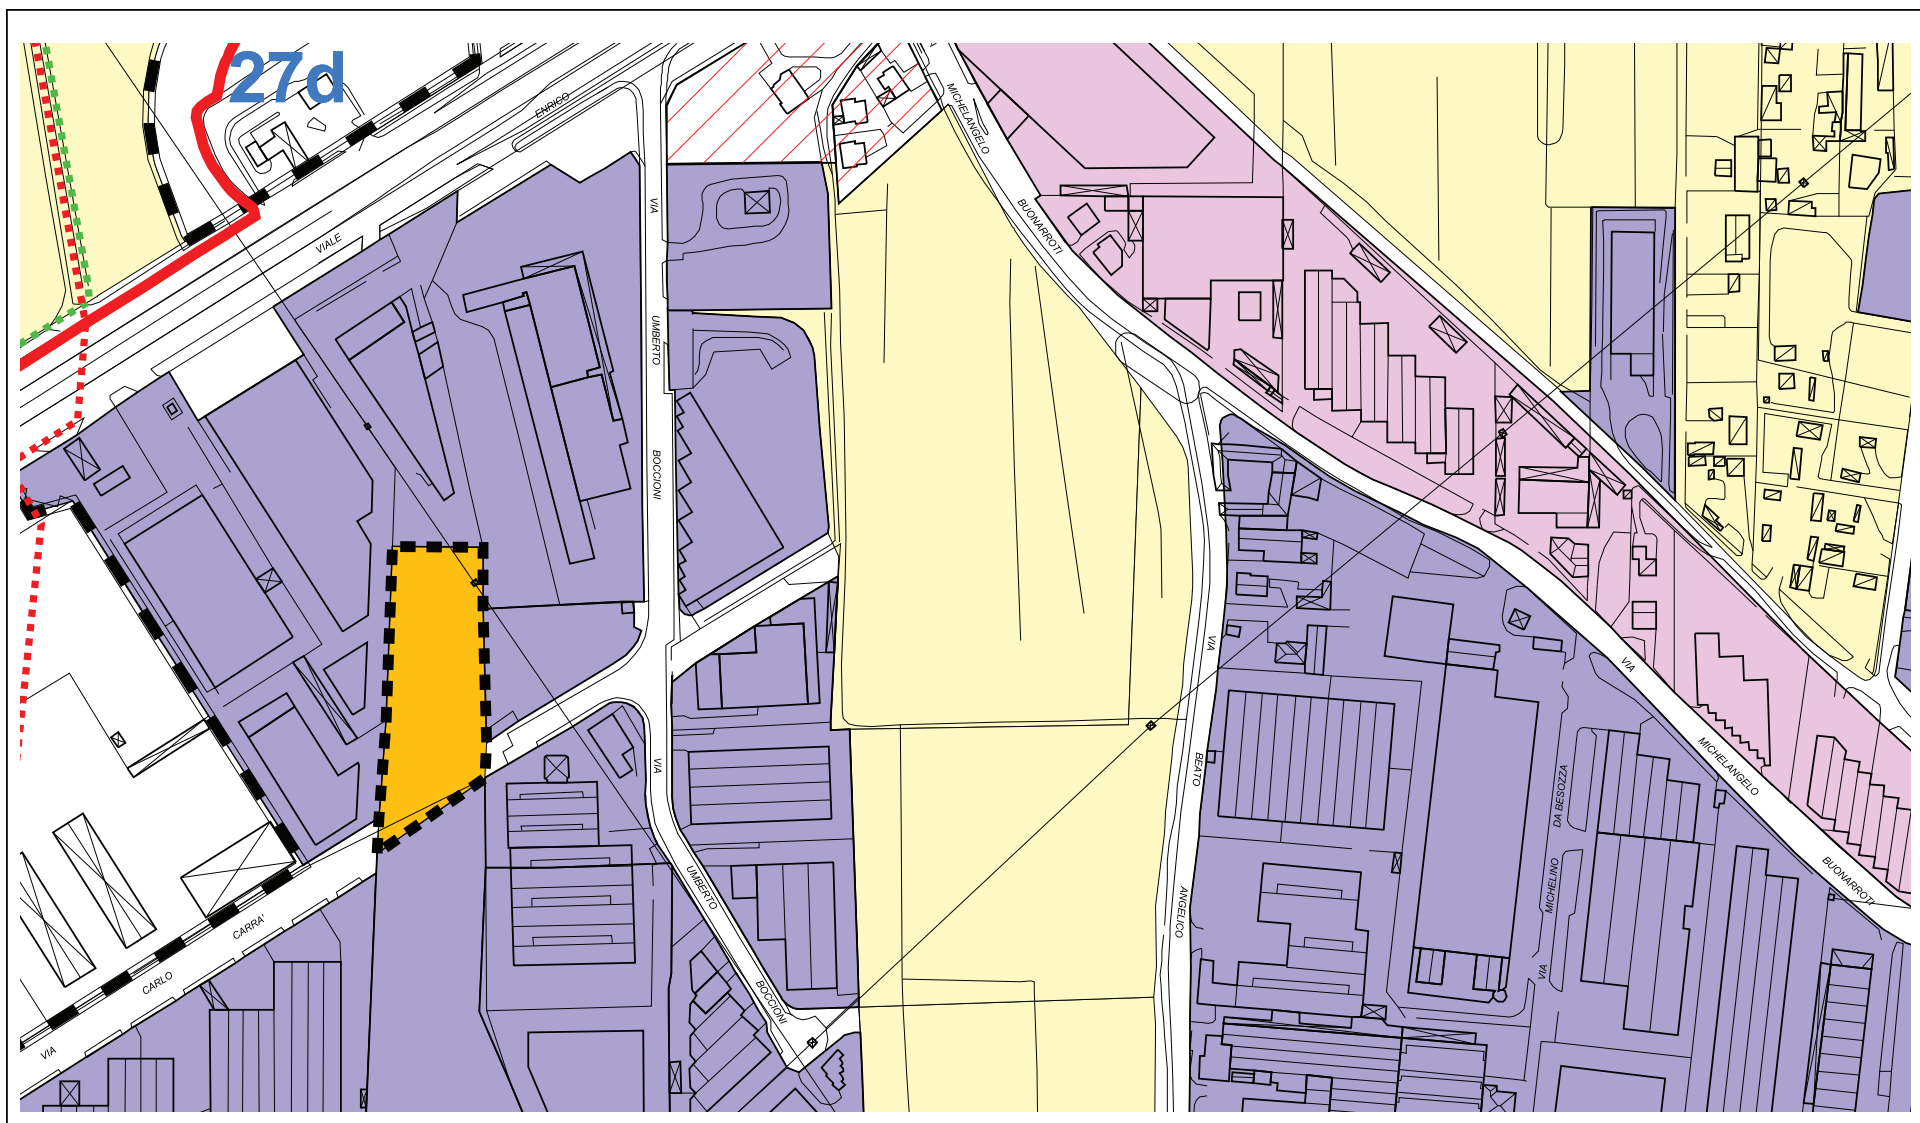 27d
ENRICO
VIALE
MICHELANGELO
BUONARROTI
VIA
UMBERTO
BOCCIONI
VIA
UMBERTO
BOCCIONI
VIA
BEATO
ANGELICO
VIA
MICHELANGELO
BUONARROTI
DA BESOZZA
MICHELINO
VIA
CARRA'
CARLO
VIA